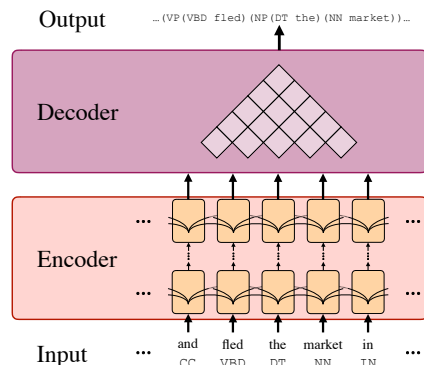 Output
...(VP(VBD fled)(NP(DT the)(NN market))...
Decoder
... ...
Encoder
... ...
and fled the market in
Input ... ...
CC VBD DT NN IN